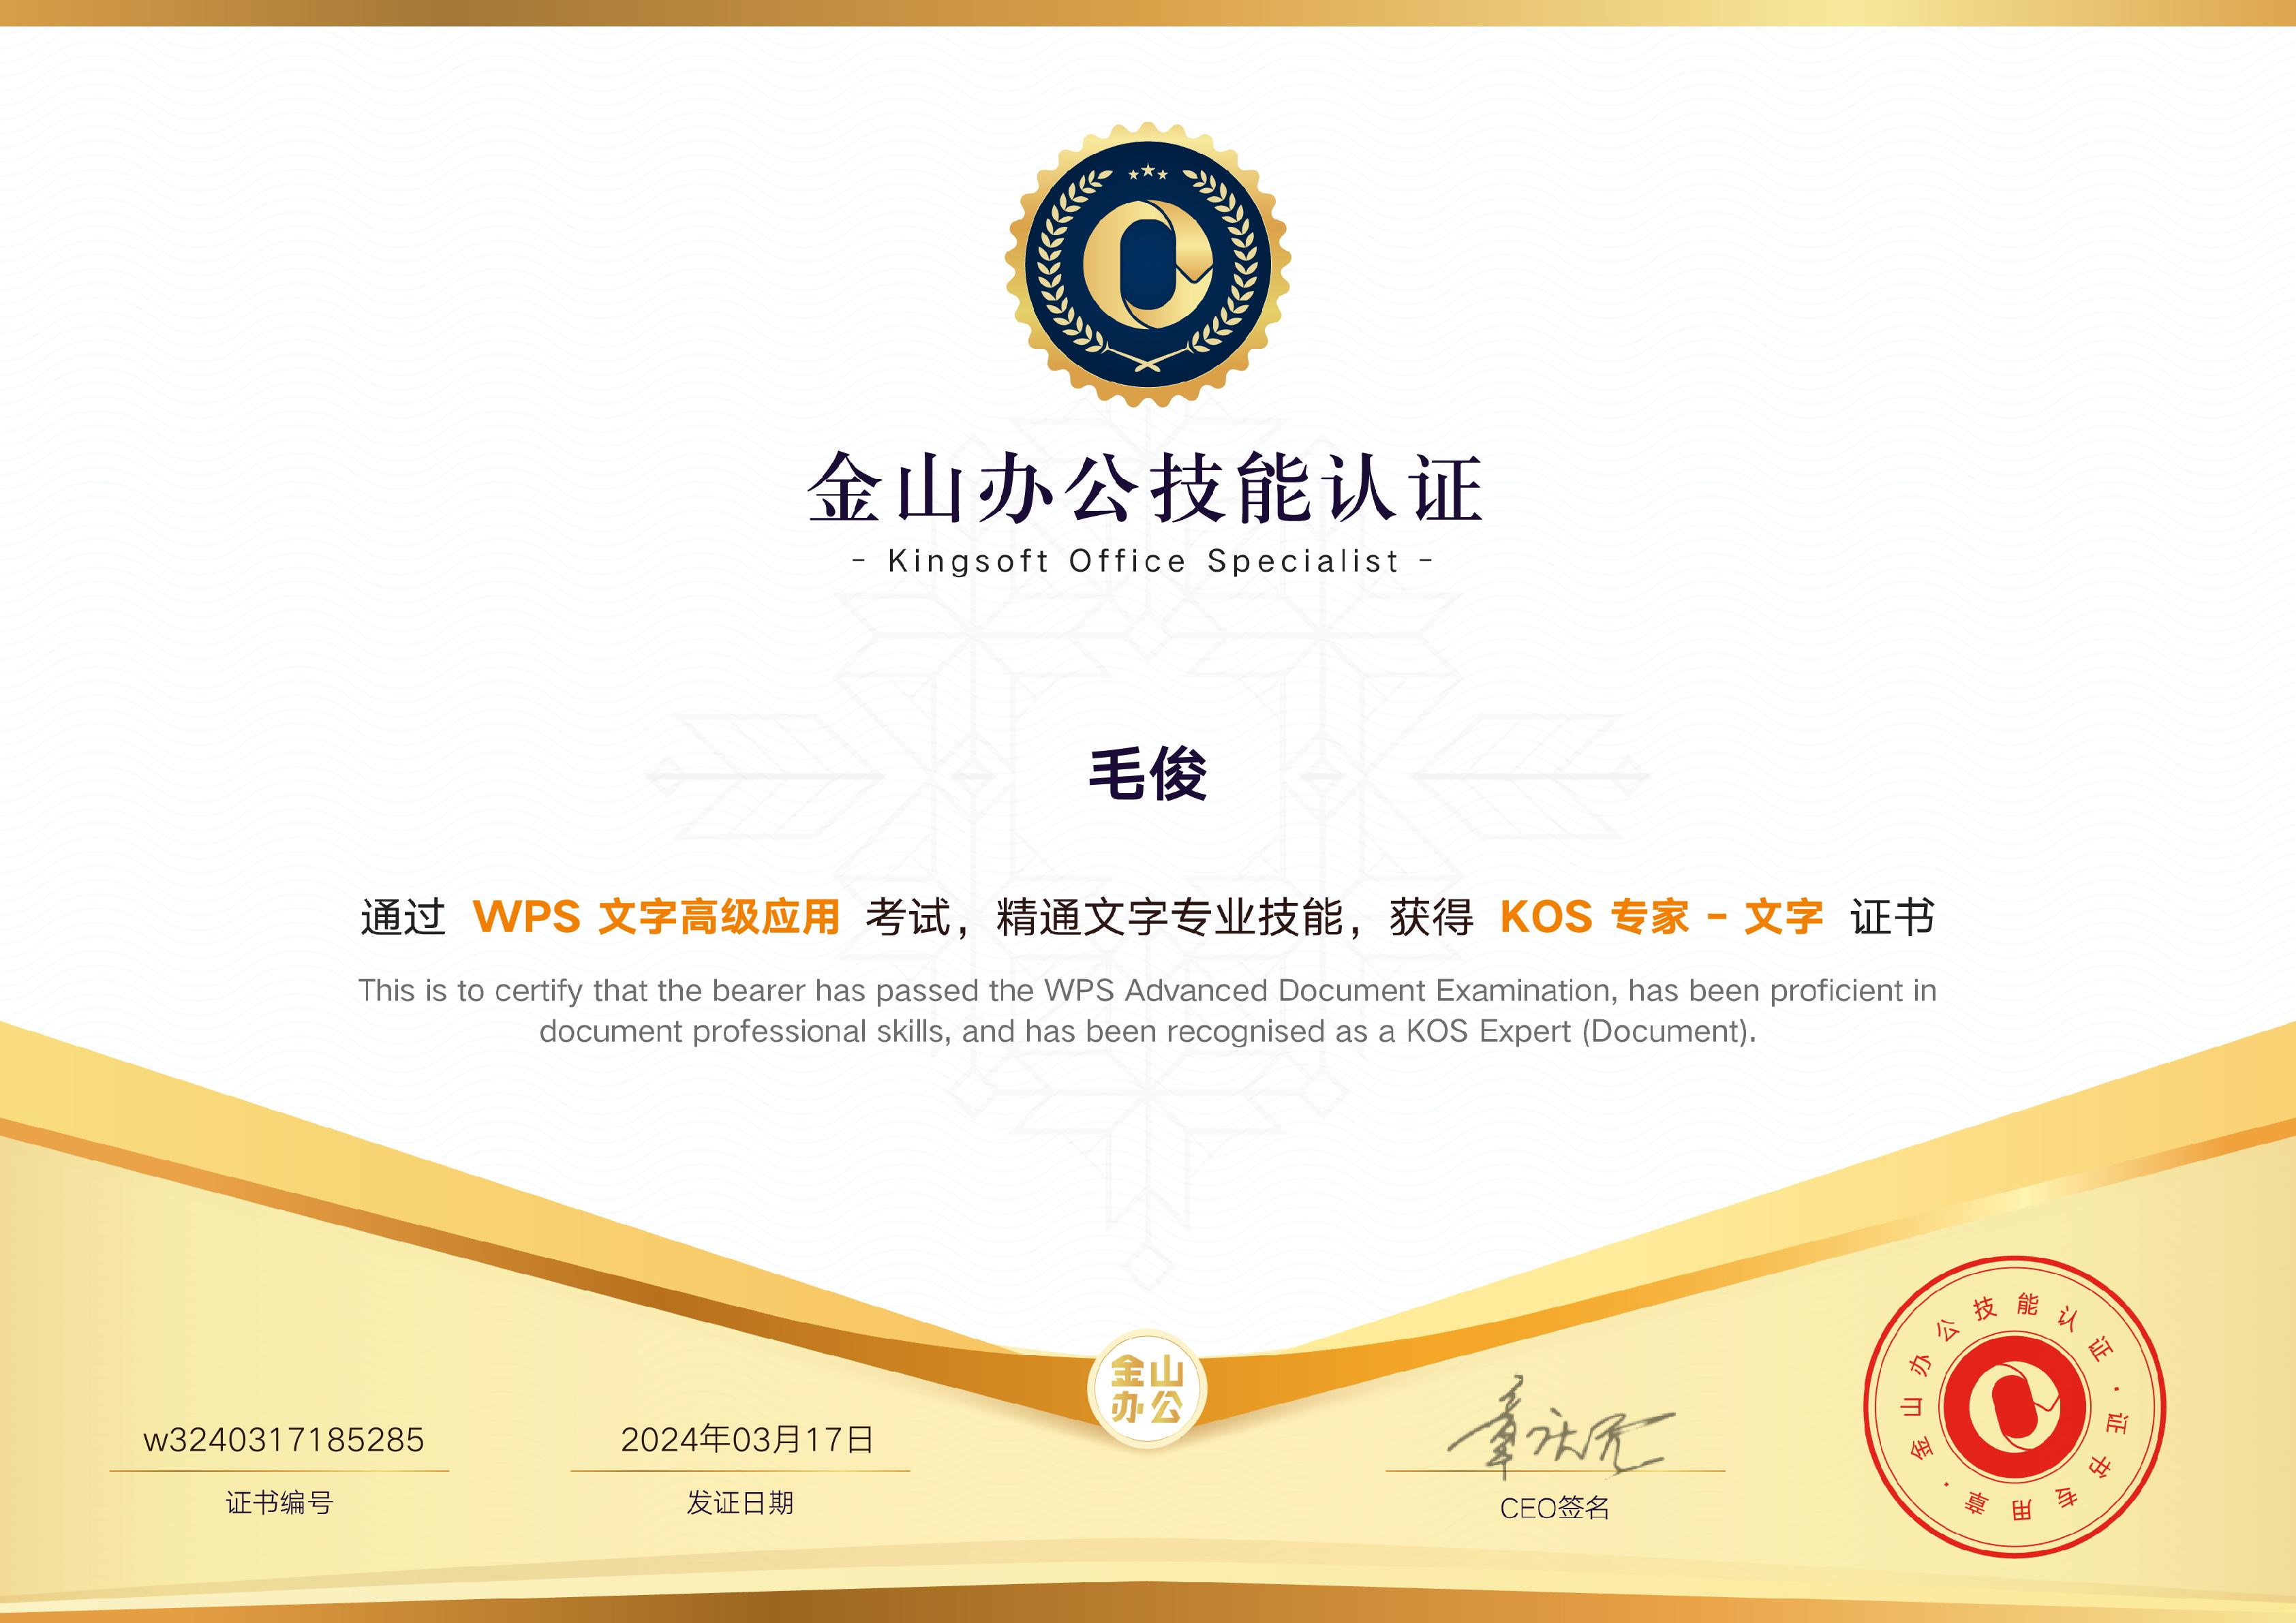 金山办公技能认证
- Kingsoft Office Specialist -
毛俊
通过 WPS 文字高级应用 考试，精通文字专业技能，获得 KOS 专家 - 文字 证书
This is to certify that the bearer has passed the WPS Advanced Document Examination, has been proficient in
document professional skills, and has been recognised as a KOS Expert (Document).
金山
办公
w3240317185285
证书编号
2024年03月17日
发证日期
章庆元
CEO签名
金山办公技能认证·证书专用章·